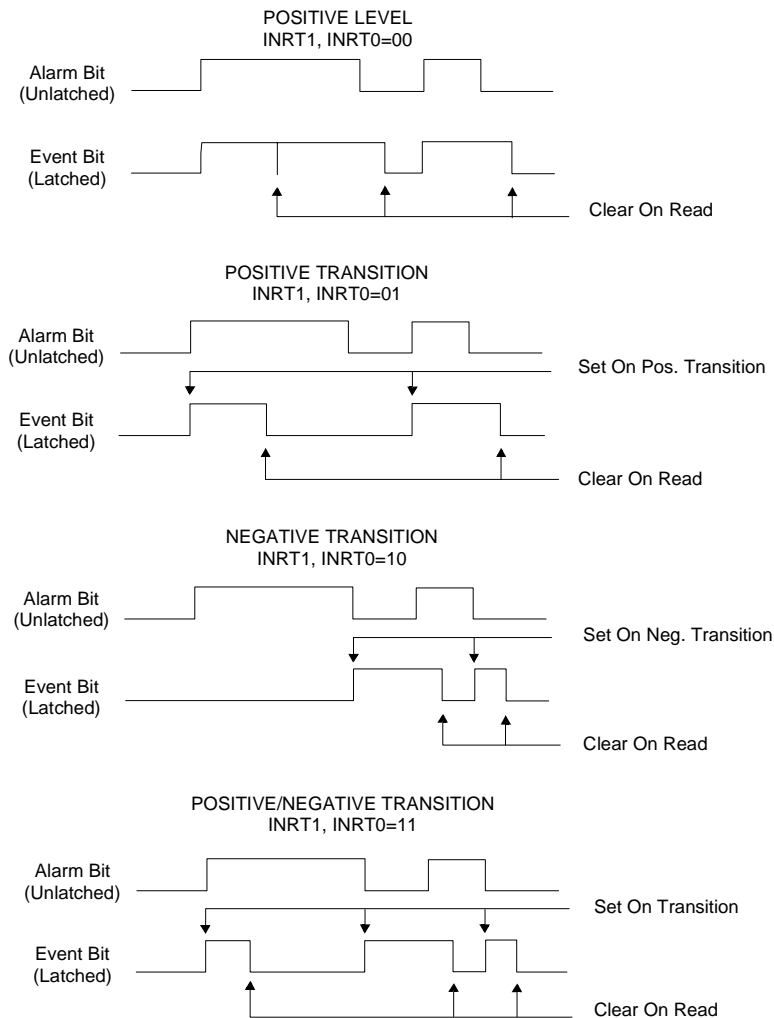 POSITIVE LEVEL
INRT1, INRT0=00
Alarm Bit
(Unlatched)
Event Bit
(Latched)
Clear On Read
POSITIVE TRANSITION
INRT1, INRT0=01
Alarm Bit
(Unlatched)
Set On Pos. Transition
Event Bit
(Latched)
Clear On Read
NEGATIVE TRANSITION
INRT1, INRT0=10
Alarm Bit
(Unlatched)
Set On Neg. Transition
Event Bit
(Latched)
Clear On Read
POSITIVE/NEGATIVE TRANSITION
INRT1, INRT0=11
Alarm Bit
(Unlatched)
Set On Transition
Event Bit
(Latched)
Clear On Read